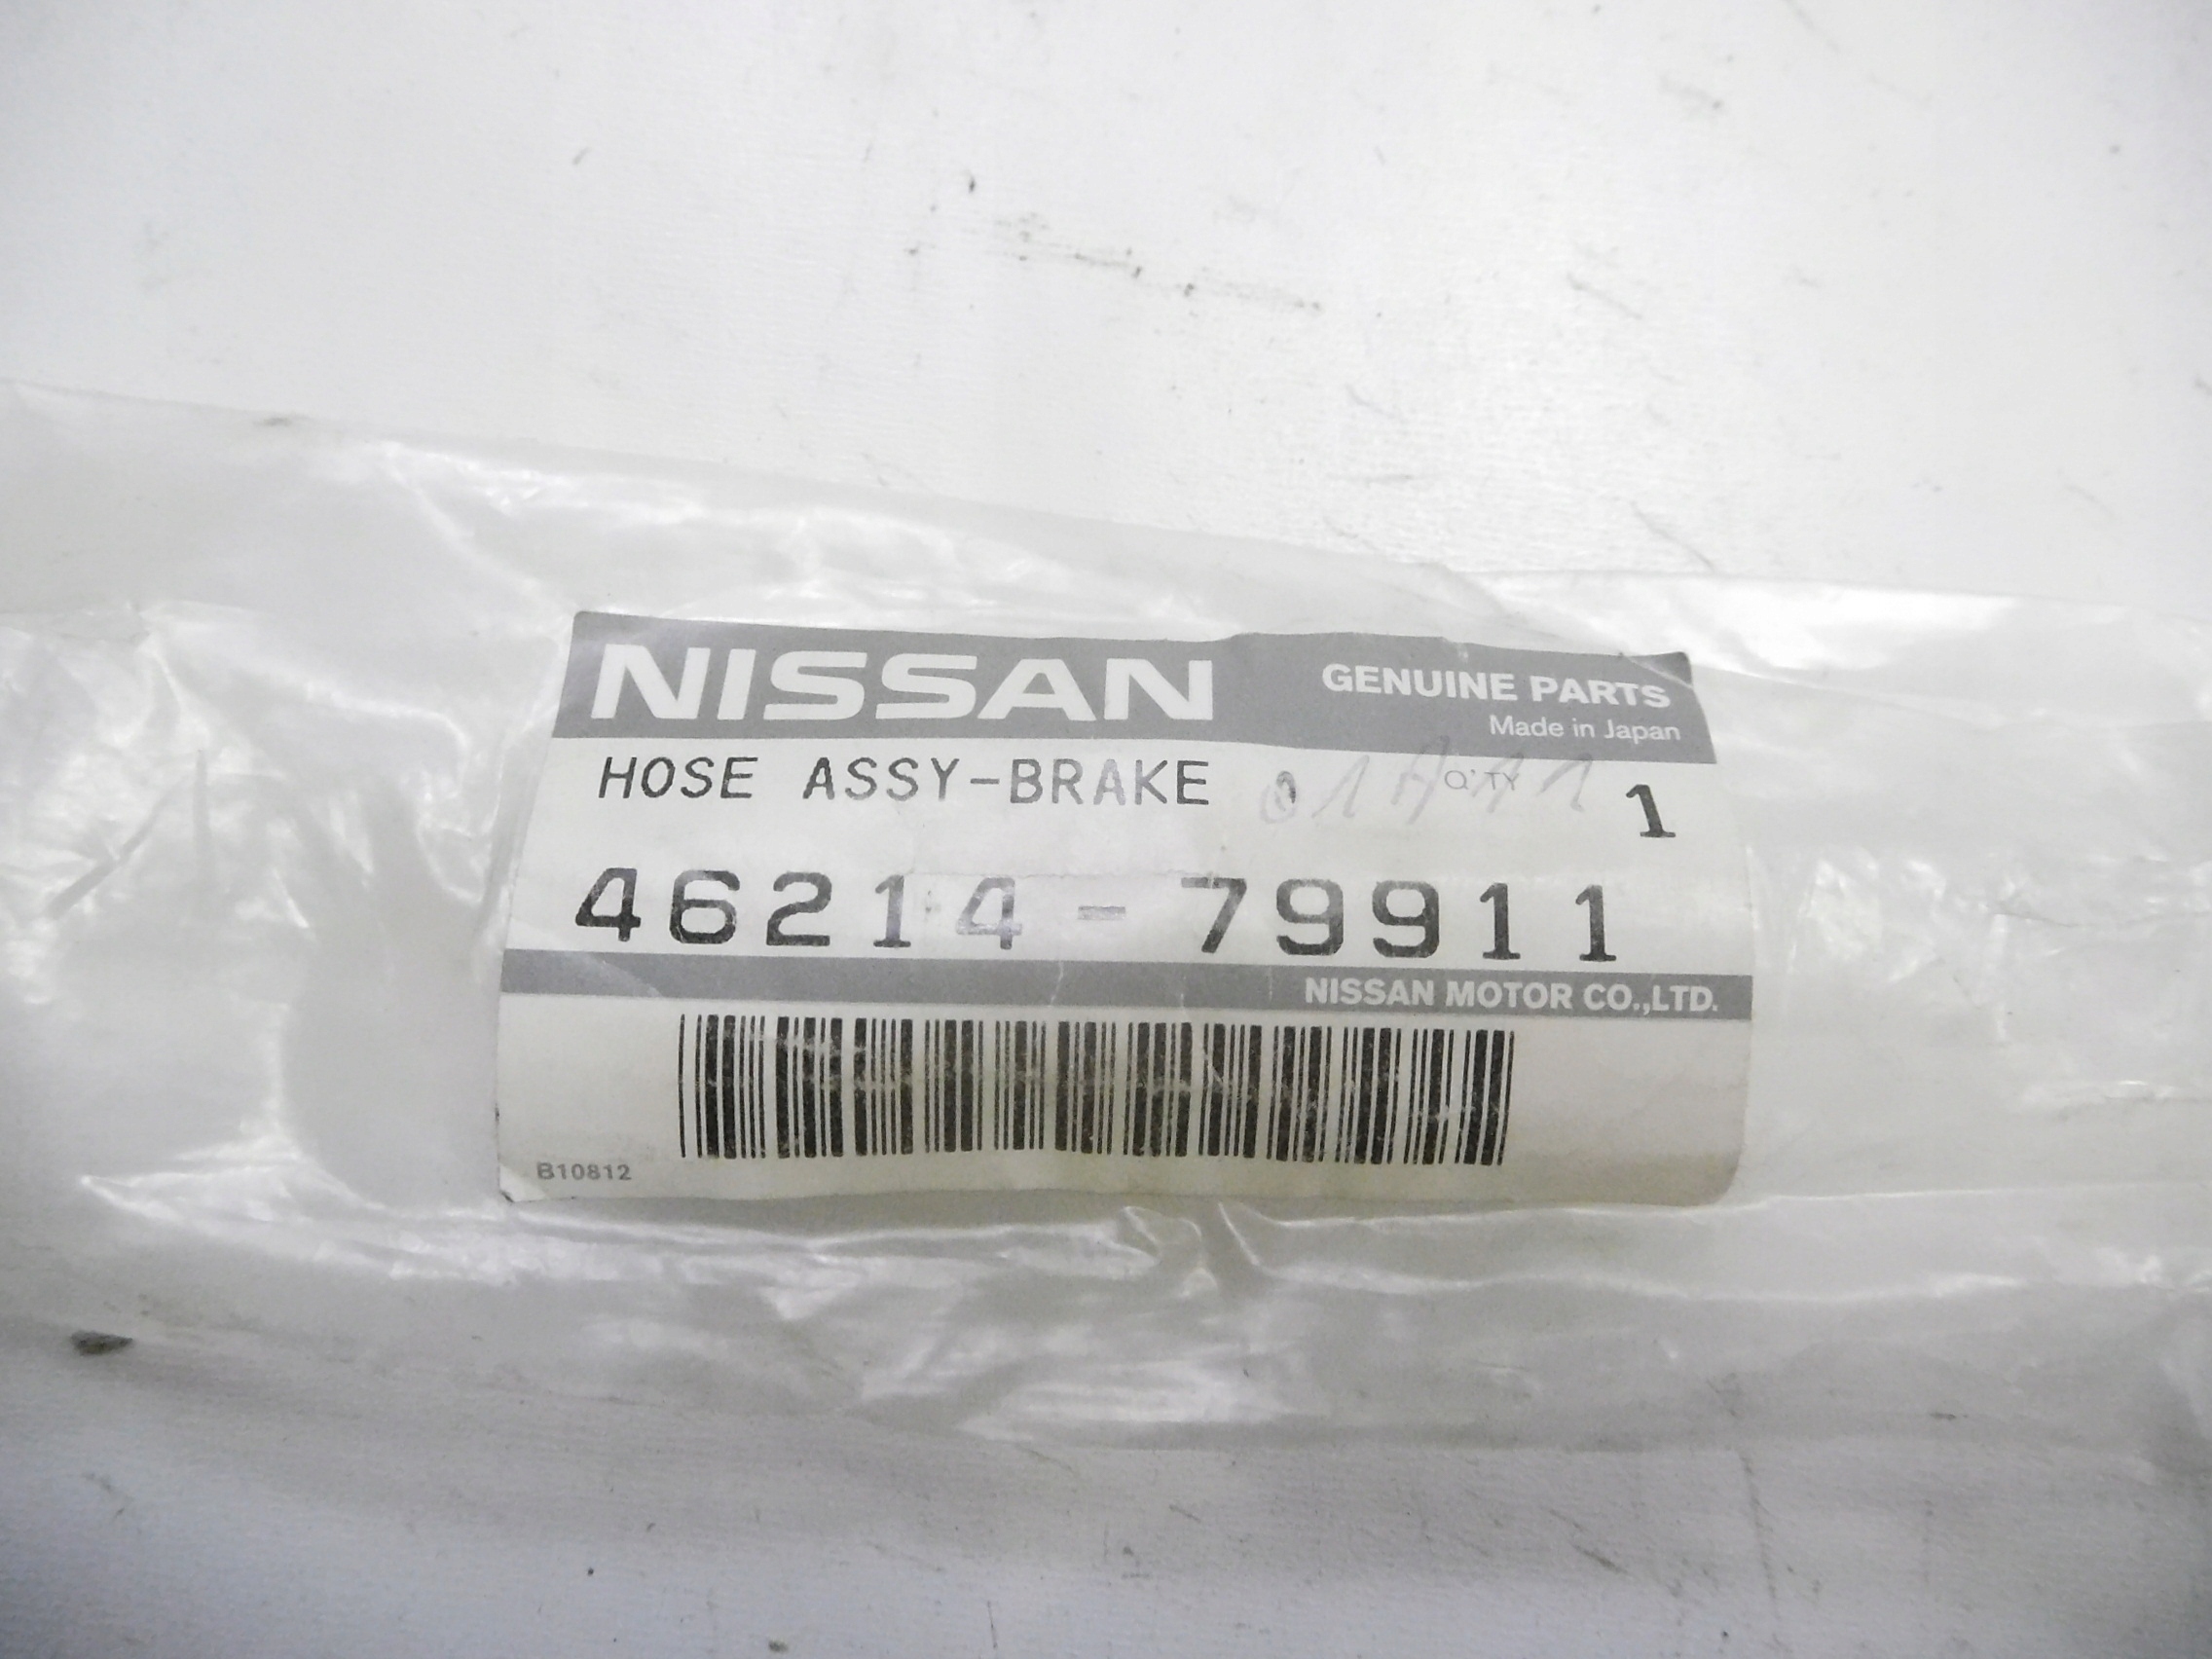 NISSAN GENUINE PARTS
Made in Japan
HOSE ASSY-BRAKE Q'TY 1
46214-79911
NISSAN MOTOR CO.,LTD.
B10812